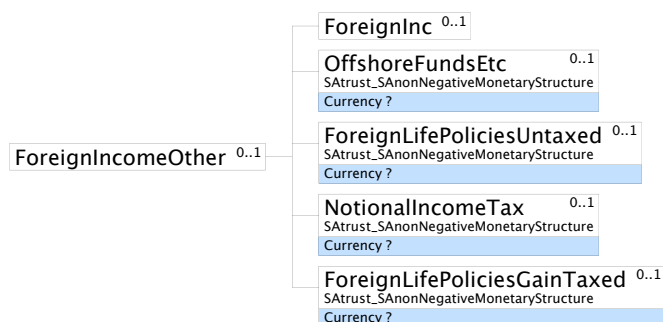 ForeignInc 0..1
OffshoreFundsEtc 0..1
SAtrust_SAnonNegativeMonetaryStructure
Currency ?
ForeignLifePoliciesUntaxed 0..1
SAtrust_SAnonNegativeMonetaryStructure
Currency ?
ForeignIncomeOther 0..1
NotionalIncomeTax 0..1
SAtrust_SAnonNegativeMonetaryStructure
Currency ?
ForeignLifePoliciesGainTaxed 0..1
SAtrust_SAnonNegativeMonetaryStructure
Currency ?